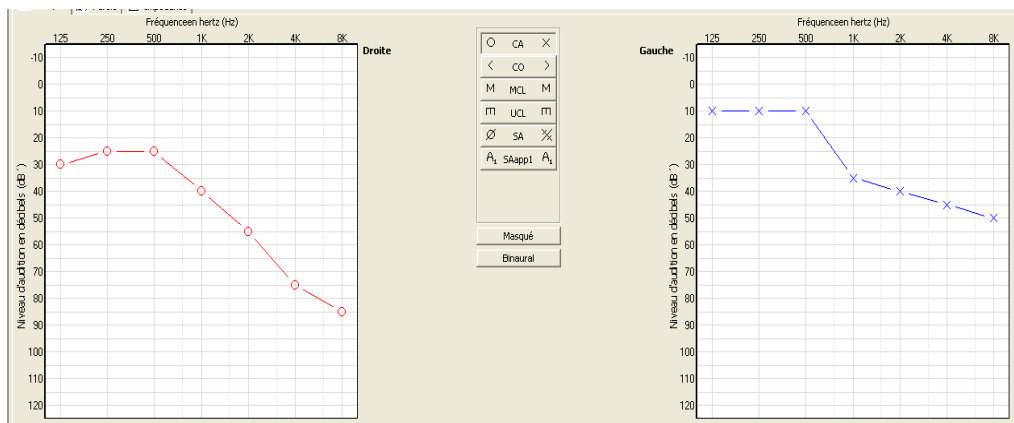 Fréquenceen hertz (Hz)
125 250 500 1K 2K 4K 8K
Droite
-10
0
10
20
30
40
50
60
70
80
90
100
110
120
Niveau d'audition en décibels (dB´)
O CA X
< CO >
M MCL M
UCL
Ø SA
A₁ SAapp1 A₁
Masqué
Binaural
Gauche
Fréquenceen hertz (Hz)
125 250 500 1K 2K 4K 8K
-10
0
10
20
30
40
50
60
70
80
90
100
110
120
Niveau d'audition en décibels (dB´)